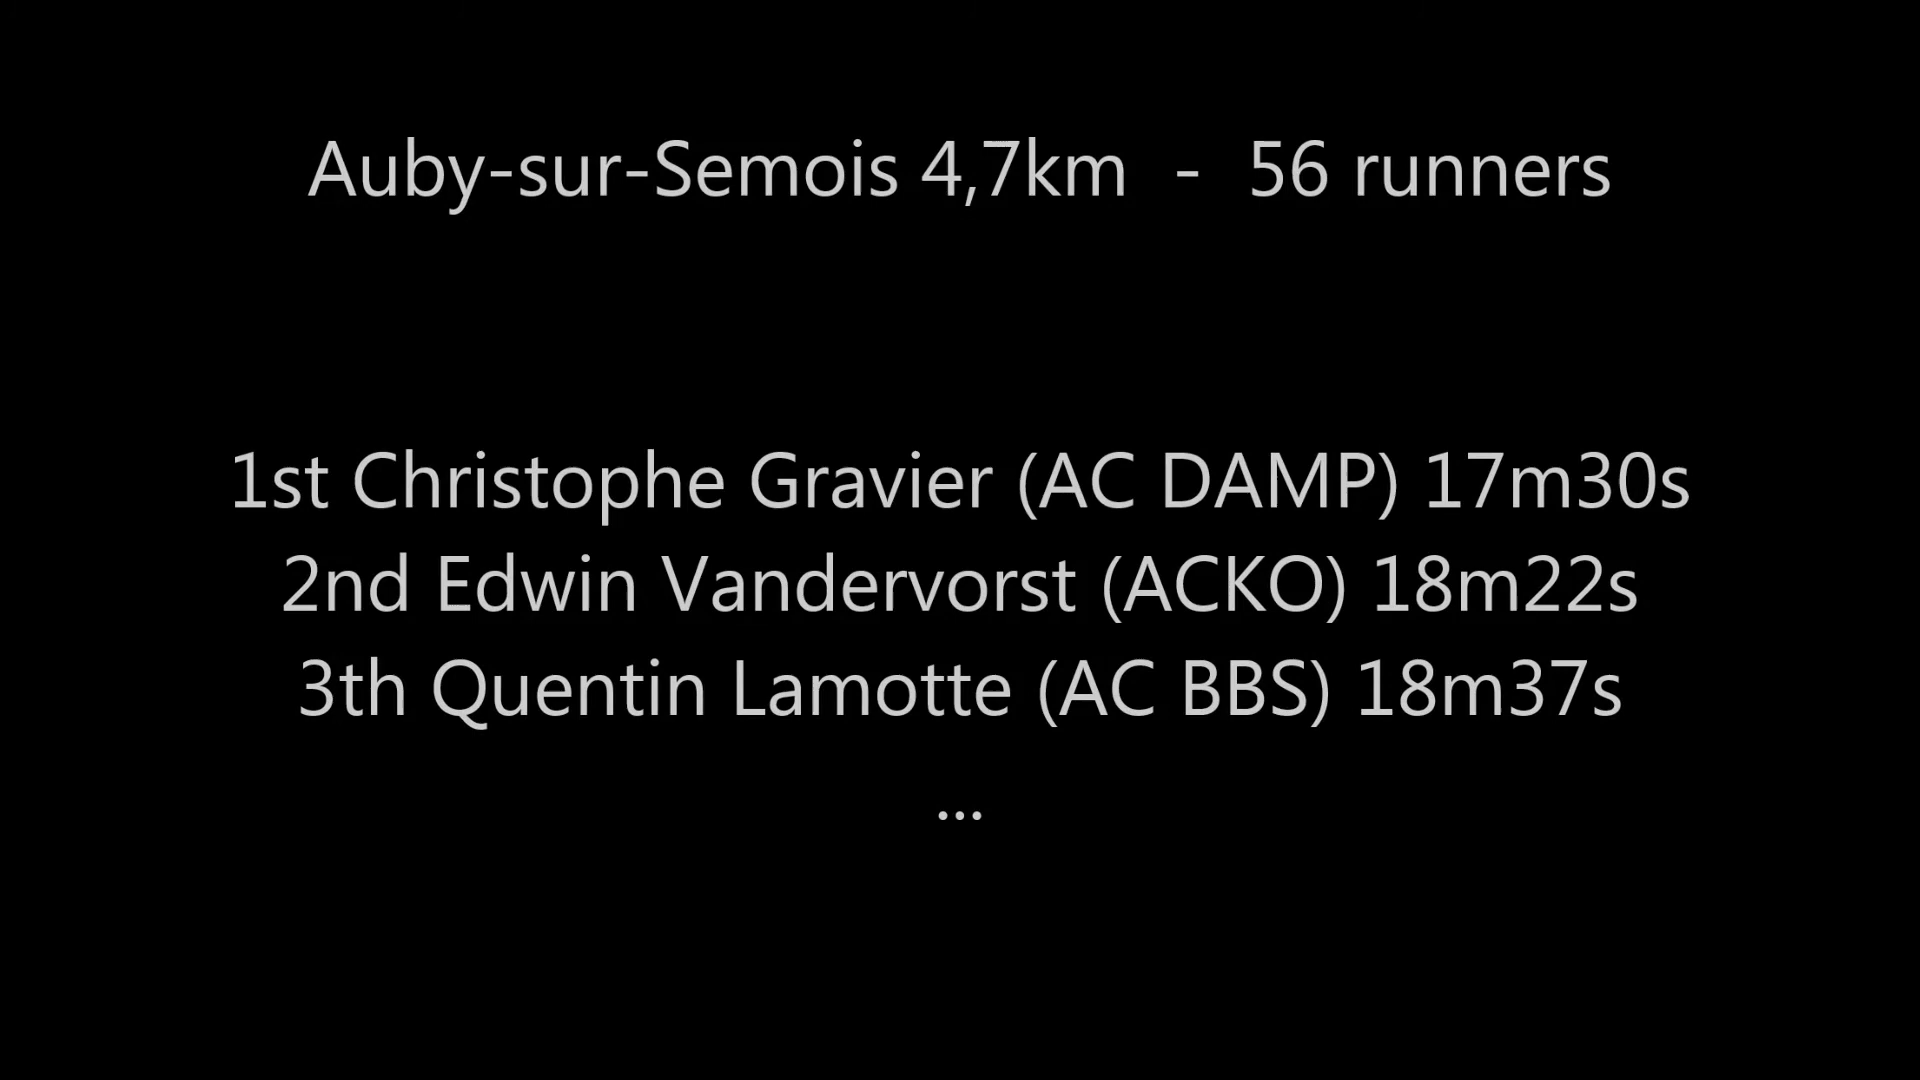 Auby-sur-Semois 4,7km - 56 runners
1st Christophe Gravier (AC DAMP) 17m30s
2nd Edwin Vandervorst (ACKO) 18m22s
3th Quentin Lamotte (AC BBS) 18m37s
...